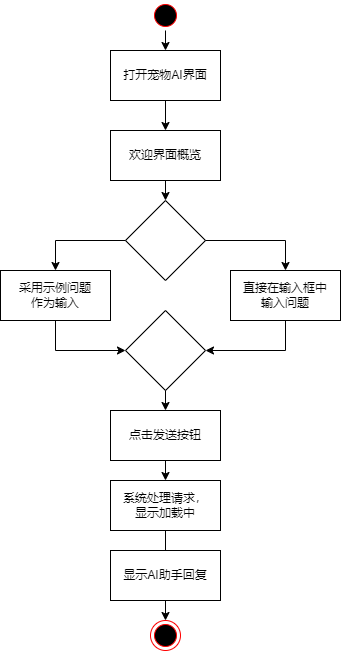 打开宠物AI界面
欢迎界面概览
采用示例问题
作为输入
直接在输入框中
输入问题
点击发送按钮
系统处理请求，
显示加载中
显示AI助手回复